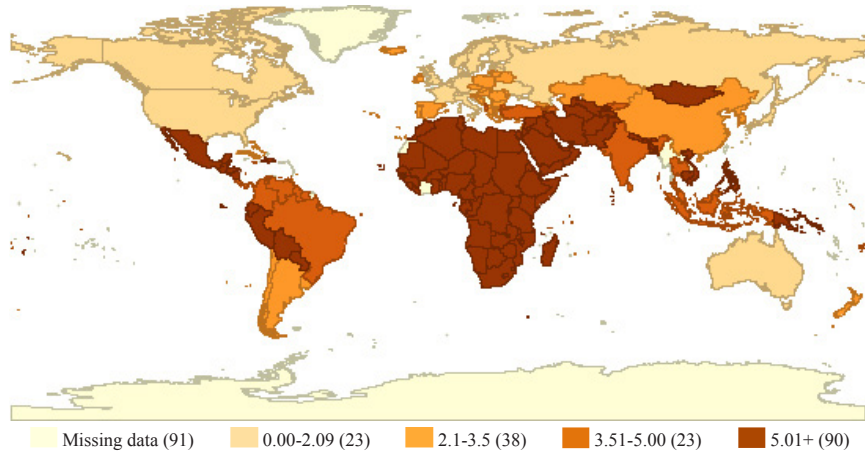 Missing data (91) 0.00-2.09 (23) 2.1-3.5 (38) 3.51-5.00 (23) 5.01+ (90)